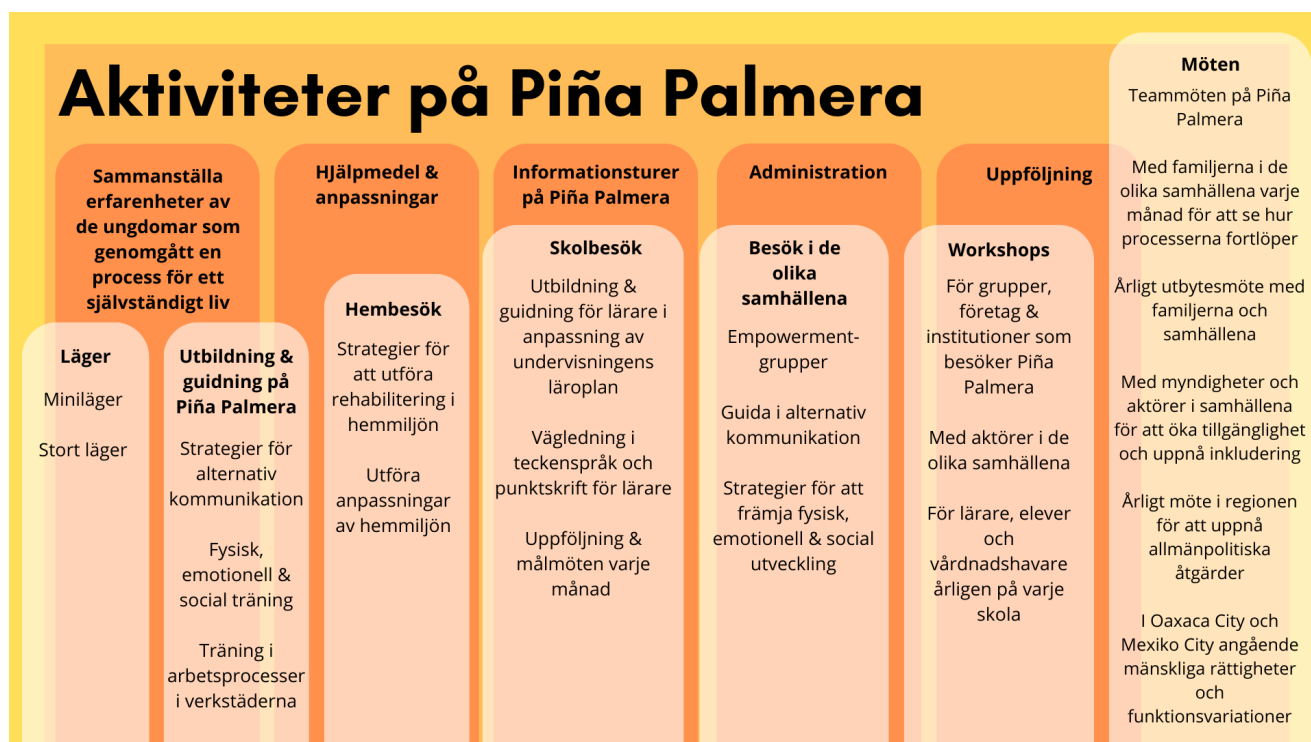 Aktiviteter på Piña Palmera
Sammanställa
erfarenheter av
de ungdomar som
genomgått en
process för ett
självständigt liv
HJälpmedel &
anpassningar
Informationsturer
på Piña Palmera
Administration
Uppföljning
Läger
Miniläger
Stort läger
Utbildning &
guidning på
Piña Palmera
Strategier för
alternativ
kommunikation
Fysisk,
emotionell &
social träning
Träning i
arbetsprocesser
i verkstäderna
Hembesök
Strategier för
att utföra
rehabilitering i
hemmiljön
Utföra
anpassningar
av hemmiljön
Skolbesök
Utbildning &
guidning för lärare i
anpassning av
undervisningens
läroplan
Vägledning i
teckenspråk och
punktskrift för lärare
Uppföljning &
målmöten varje
månad
Besök i de
olika
samhällena
Empowerment-
grupper
Guida i alternativ
kommunikation
Strategier för att
främja fysisk,
emotionell & social
utveckling
Workshops
För grupper,
företag &
institutioner som
besöker Piña
Palmera
Med aktörer i de
olika samhällena
För lärare, elever
och
vårdnadshavare
årligen på varje
skola
Möten
Teammöten på Piña
Palmera
Med familjerna i de
olika samhällena varje
månad för att se hur
processerna fortlöper
Årligt utbytesmöte med
familjerna och
samhällena
Med myndigheter och
aktörer i samhällena
för att öka tillgänglighet
och uppnå inkludering
Årligt möte i regionen
för att uppnå
allmänpolitiska
åtgärder
I Oaxaca City och
Mexiko City angående
mänskliga rättigheter
och
funktionsvariationer